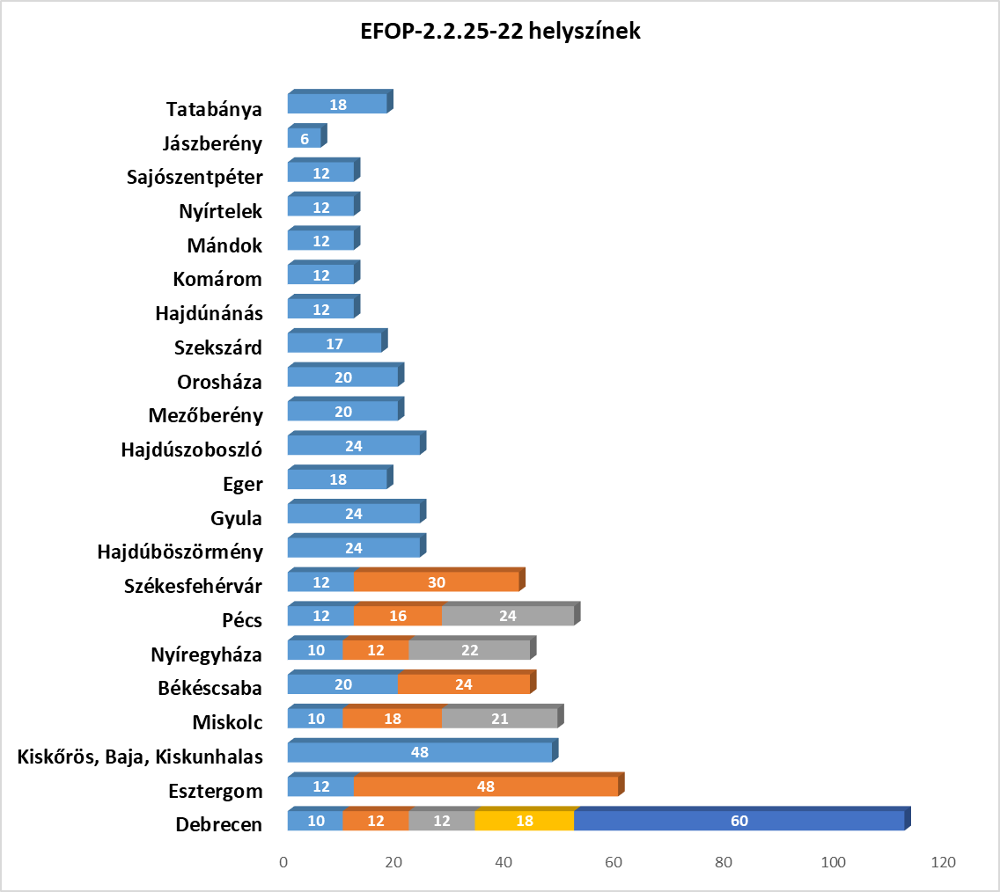 EFOP-2.2.25-22 helyszínek
Tatabánya 18
Jászberény 6
Sajószentpéter 12
Nyírtelek 12
Mándok 12
Komárom 12
Hajdúnánás 12
Szekszárd 17
Orosháza 20
Mezőberény 20
Hajdúszoboszló 24
Eger 18
Gyula 24
Hajdúböszörmény 24
Székesfehérvár 12 30
Pécs 12 16 24
Nyíregyháza 10 12 22
Békéscsaba 20 24
Miskolc 10 18 21
Kiskőrös, Baja, Kiskunhalas 48
Esztergom 12 48
Debrecen 10 12 12 18 60
0 20 40 60 80 100 120